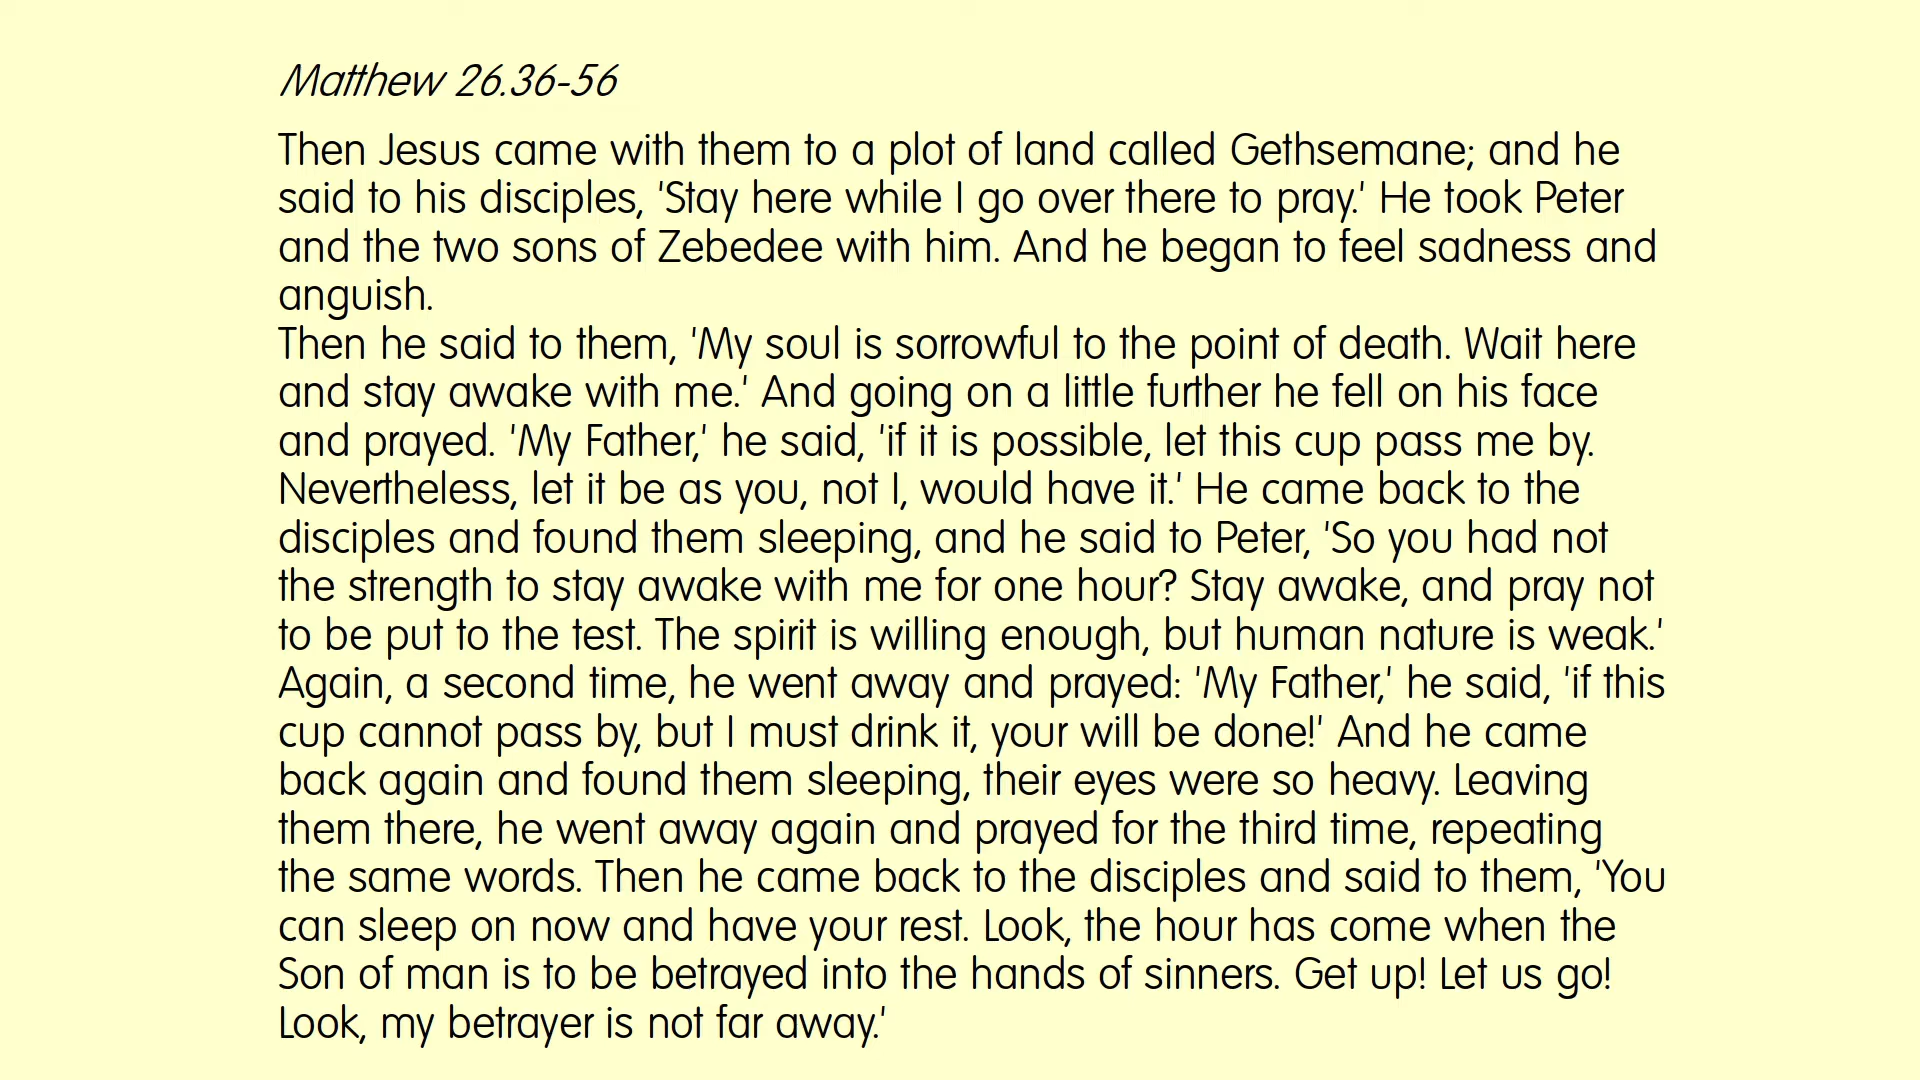 Matthew 26.36-56
Then Jesus came with them to a plot of land called Gethsemane; and he
said to his disciples, 'Stay here while I go over there to pray.' He took Peter
and the two sons of Zebedee with him. And he began to feel sadness and
anguish.
Then he said to them, 'My soul is sorrowful to the point of death. Wait here
and stay awake with me.' And going on a little further he fell on his face
and prayed. 'My Father,' he said, 'if it is possible, let this cup pass me by.
Nevertheless, let it be as you, not I, would have it.' He came back to the
disciples and found them sleeping, and he said to Peter, 'So you had not
the strength to stay awake with me for one hour? Stay awake, and pray not
to be put to the test. The spirit is willing enough, but human nature is weak.'
Again, a second time, he went away and prayed: 'My Father,' he said, 'if this
cup cannot pass by, but I must drink it, your will be done!' And he came
back again and found them sleeping, their eyes were so heavy. Leaving
them there, he went away again and prayed for the third time, repeating
the same words. Then he came back to the disciples and said to them, 'You
can sleep on now and have your rest. Look, the hour has come when the
Son of man is to be betrayed into the hands of sinners. Get up! Let us go!
Look, my betrayer is not far away.'